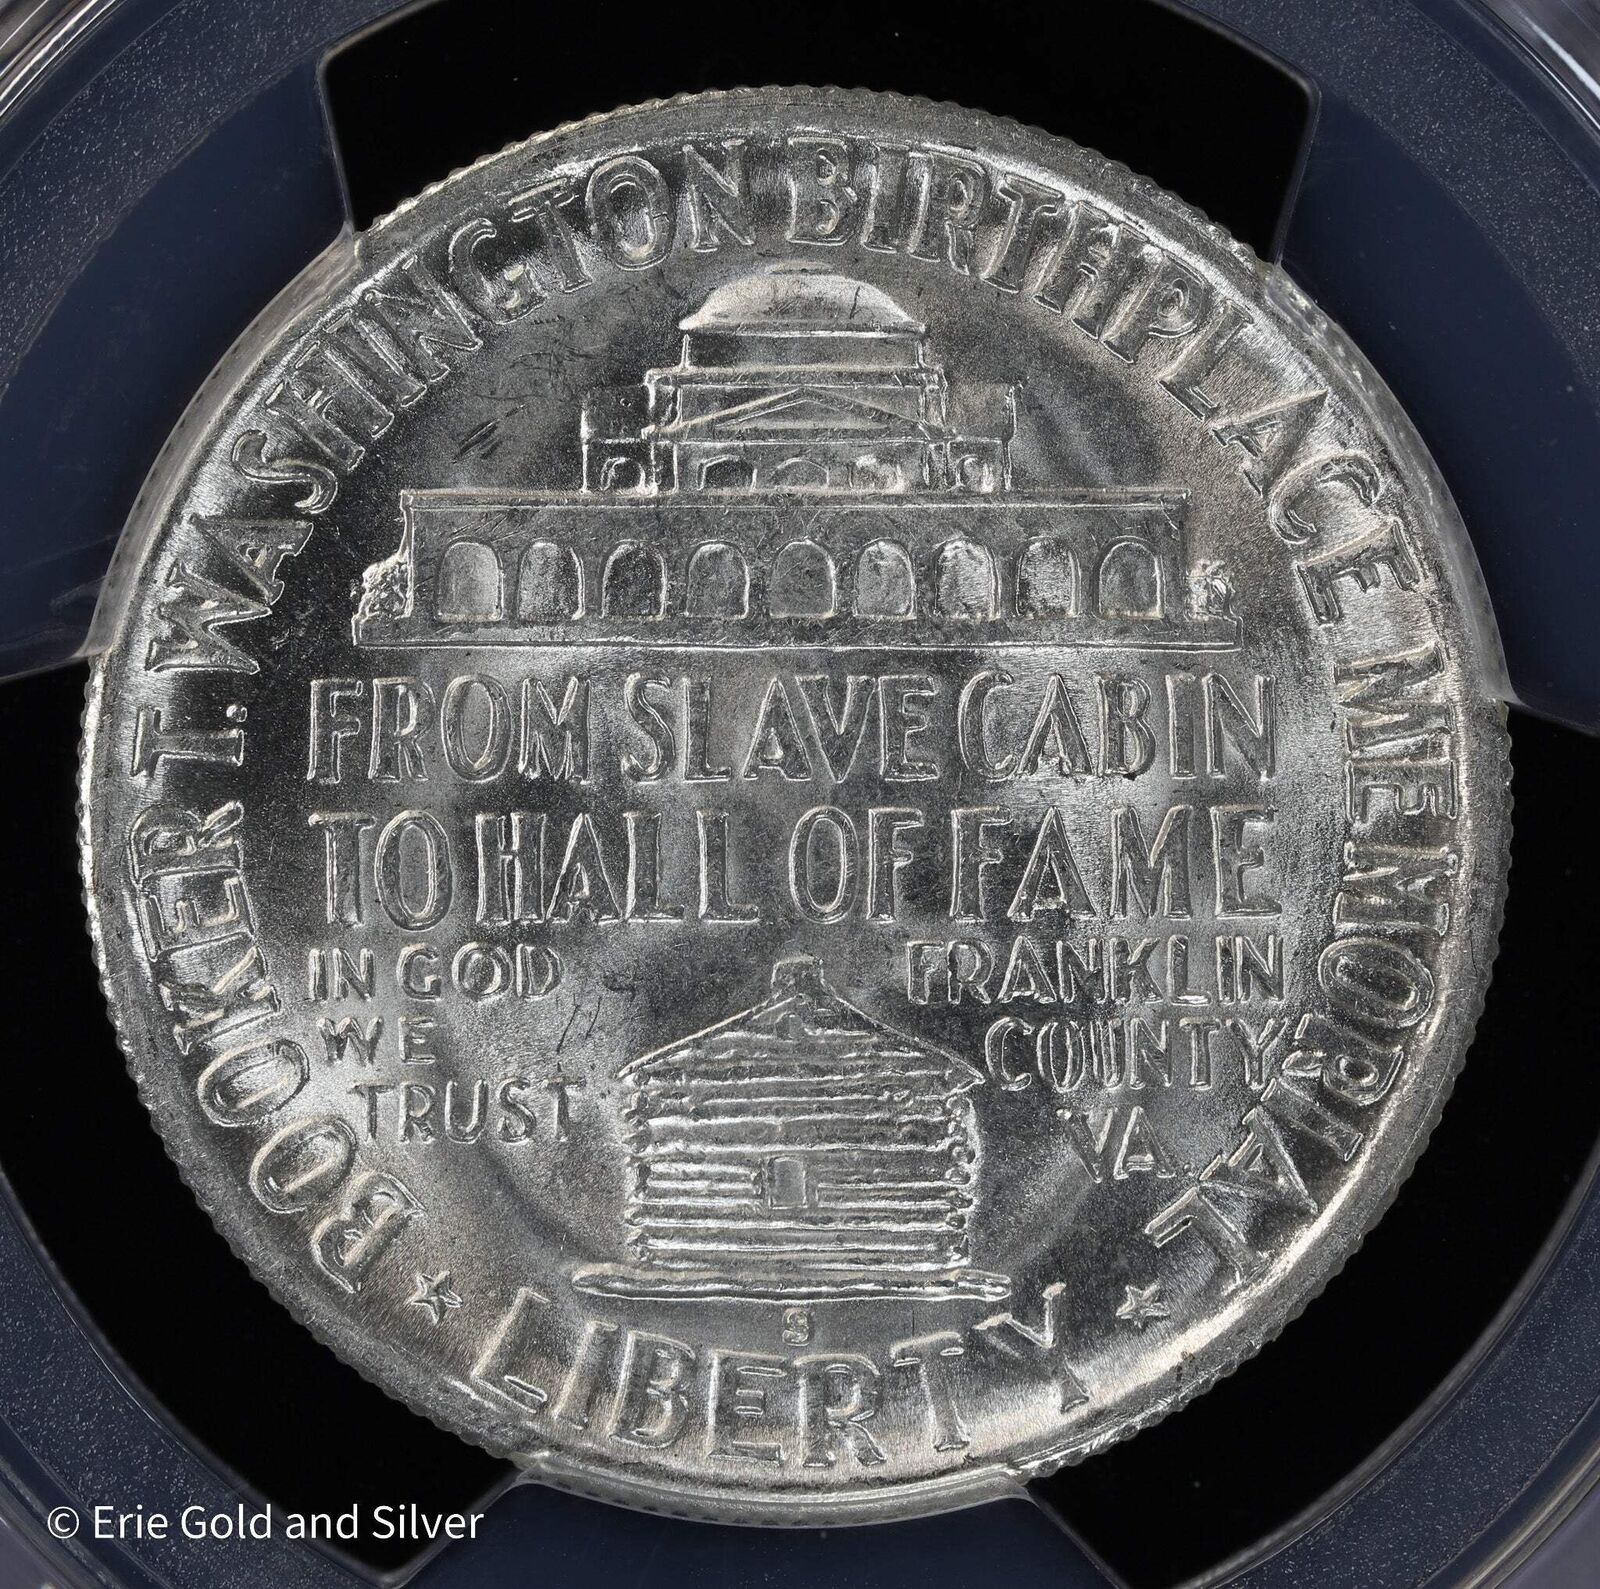 BOOKER T. WASHINGTON BIRTHPLACE MEMORIAL
FROM SLAVE CABIN
TO HALL OF FAME
IN GOD
WE
TRUST
FRANKLIN
COUNTY
VA.
S
★ LIBERTY ★
© Erie Gold and Silver